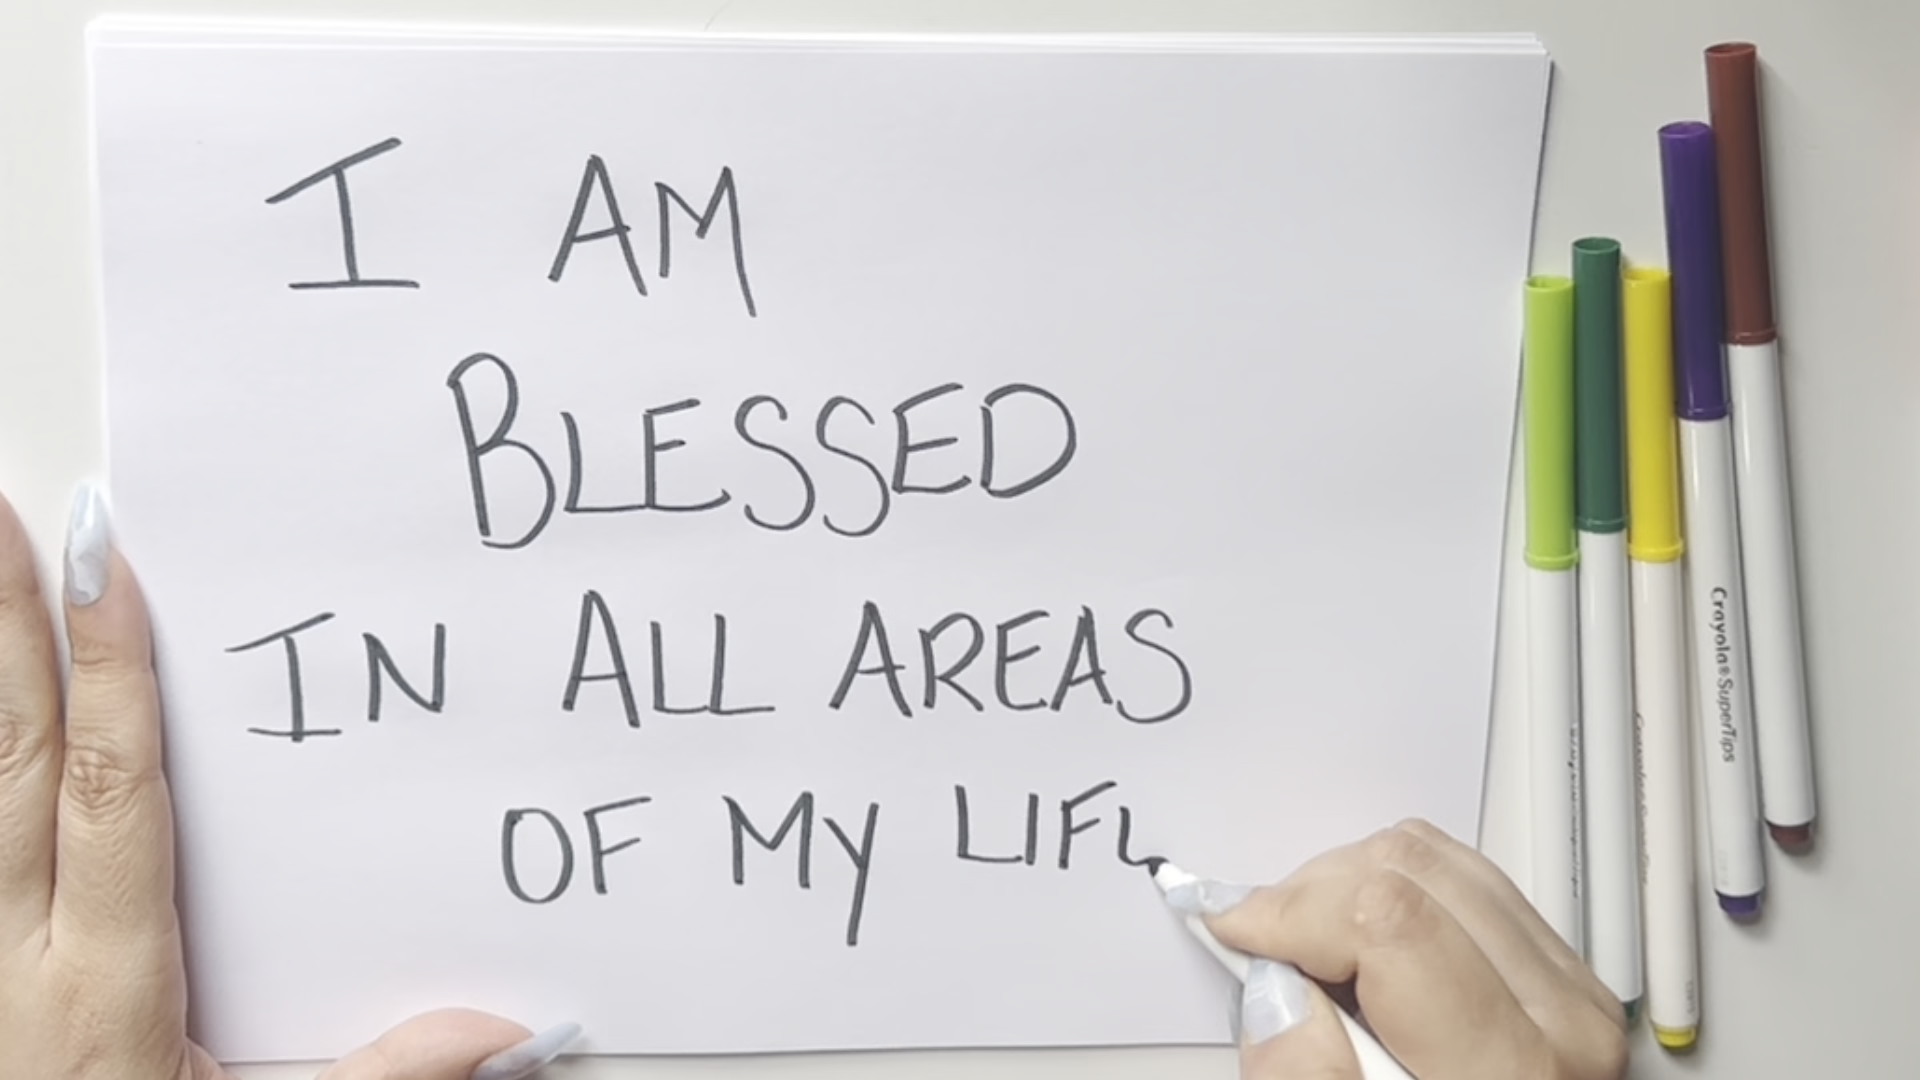 I AM
BLESSED
IN ALL AREAS
OF MY LIF
Crayola SuperTips